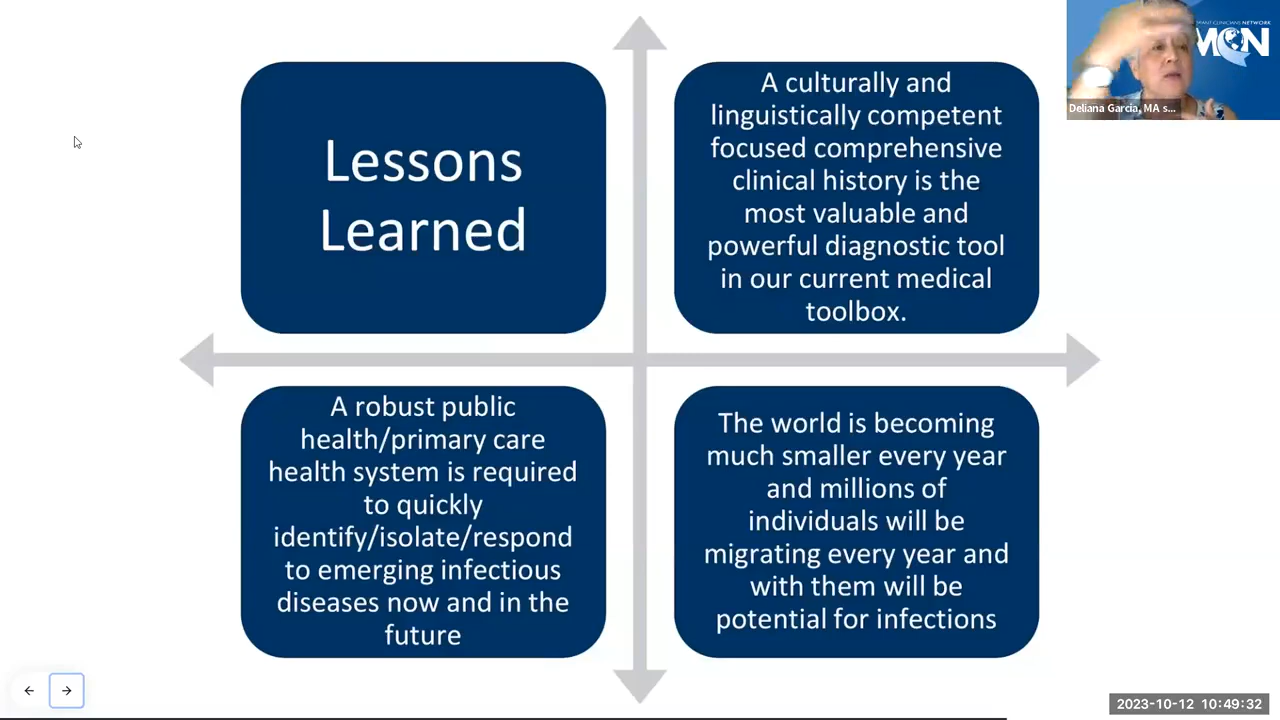 Lessons
Learned
A culturally and
linguistically competent
focused comprehensive
clinical history is the
most valuable and
powerful diagnostic tool
in our current medical
toolbox.
A robust public
health/primary care
health system is required
to quickly
identify/isolate/respond
to emerging infectious
diseases now and in the
future
The world is becoming
much smaller every year
and millions of
individuals will be
migrating every year and
with them will be
potential for infections
CLINICIANS NETWORK
MCN
Deliana Garcia, MA s...
2023-10-12 10:49:32